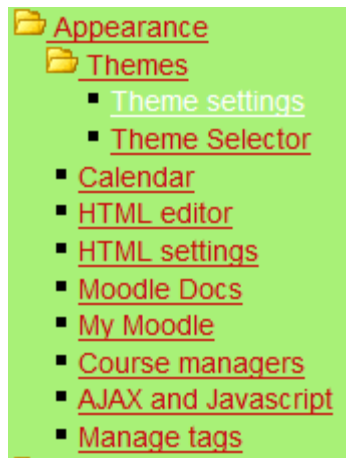 Appearance
Themes
Theme settings
Theme Selector
Calendar
HTML editor
HTML settings
Moodle Docs
My Moodle
Course managers
AJAX and Javascript
Manage tags